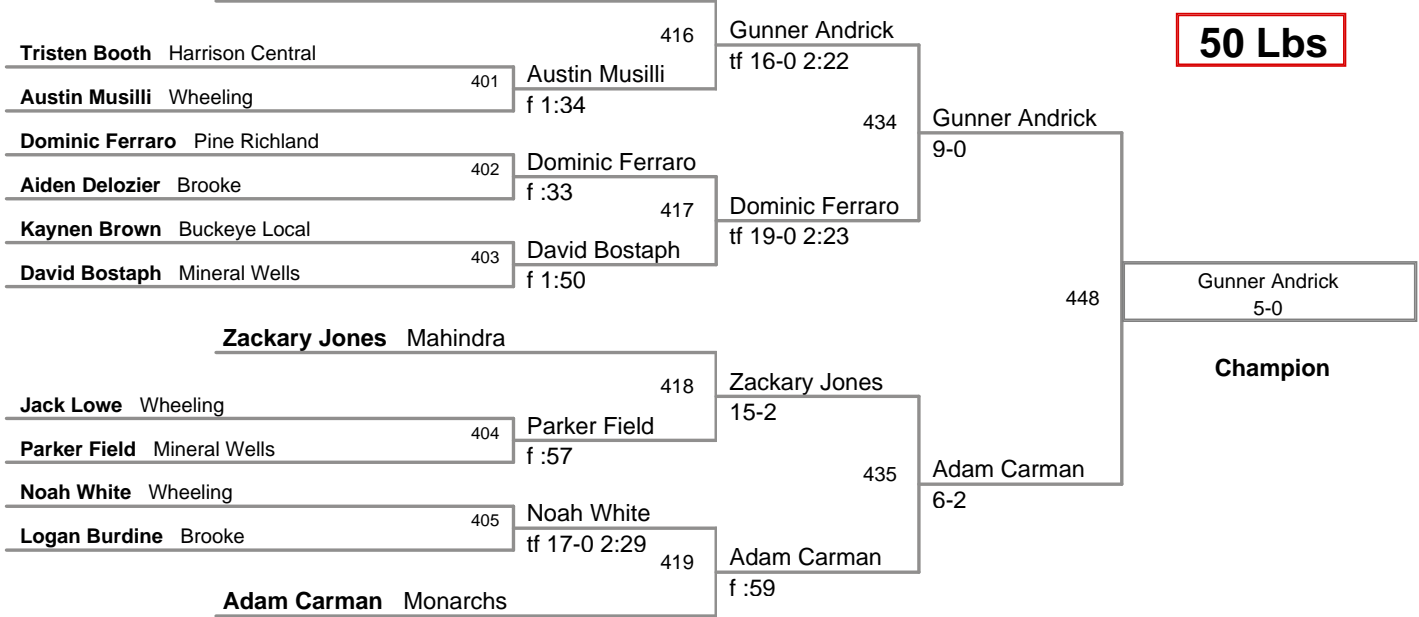 416
Gunner Andrick
tf 16-0 2:22
50 Lbs
Tristen Booth Harrison Central
401
Austin Musilli
f 1:34
Austin Musilli Wheeling
434
Gunner Andrick
9-0
Dominic Ferraro Pine Richland
402
Dominic Ferraro
f :33
Aiden Delozier Brooke
417
Dominic Ferraro
tf 19-0 2:23
Kaynen Brown Buckeye Local
403
David Bostaph
f 1:50
David Bostaph Mineral Wells
448
Gunner Andrick
5-0
Champion
Zackary Jones Mahindra
418
Zackary Jones
15-2
Jack Lowe Wheeling
404
Parker Field
f :57
Parker Field Mineral Wells
435
Adam Carman
6-2
Noah White Wheeling
405
Noah White
tf 17-0 2:29
Logan Burdine Brooke
419
Adam Carman
f :59
Adam Carman Monarchs